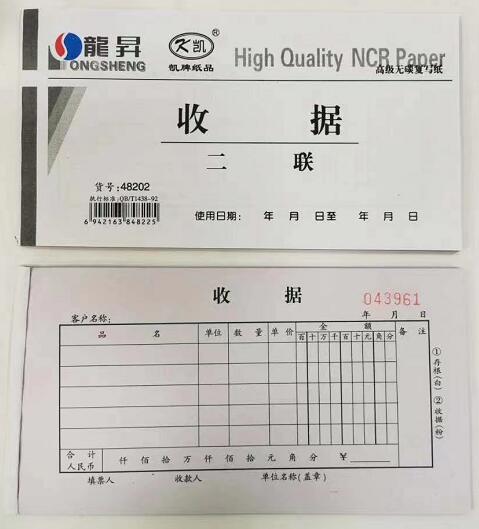 龍昇
LONGSHENG
K凯®
凯牌纸品
High Quality NCR Paper
高级无碳复写纸
收据
二联
货号:48202
执行标准:QB/T1438-92
6 942163 848225
使用日期: 年 月 日至 年 月 日
收据
043961
年 月 日
客户名称:
品名 单位 数量 单价 金额 备注
百 十 万 千 百 十 元 角 分
①存根(白) ②收据(粉)
合计
人民币 仟 佰 拾 万 仟 佰 拾 元 角 分 ¥
填票人 收款人 单位名称(盖章)